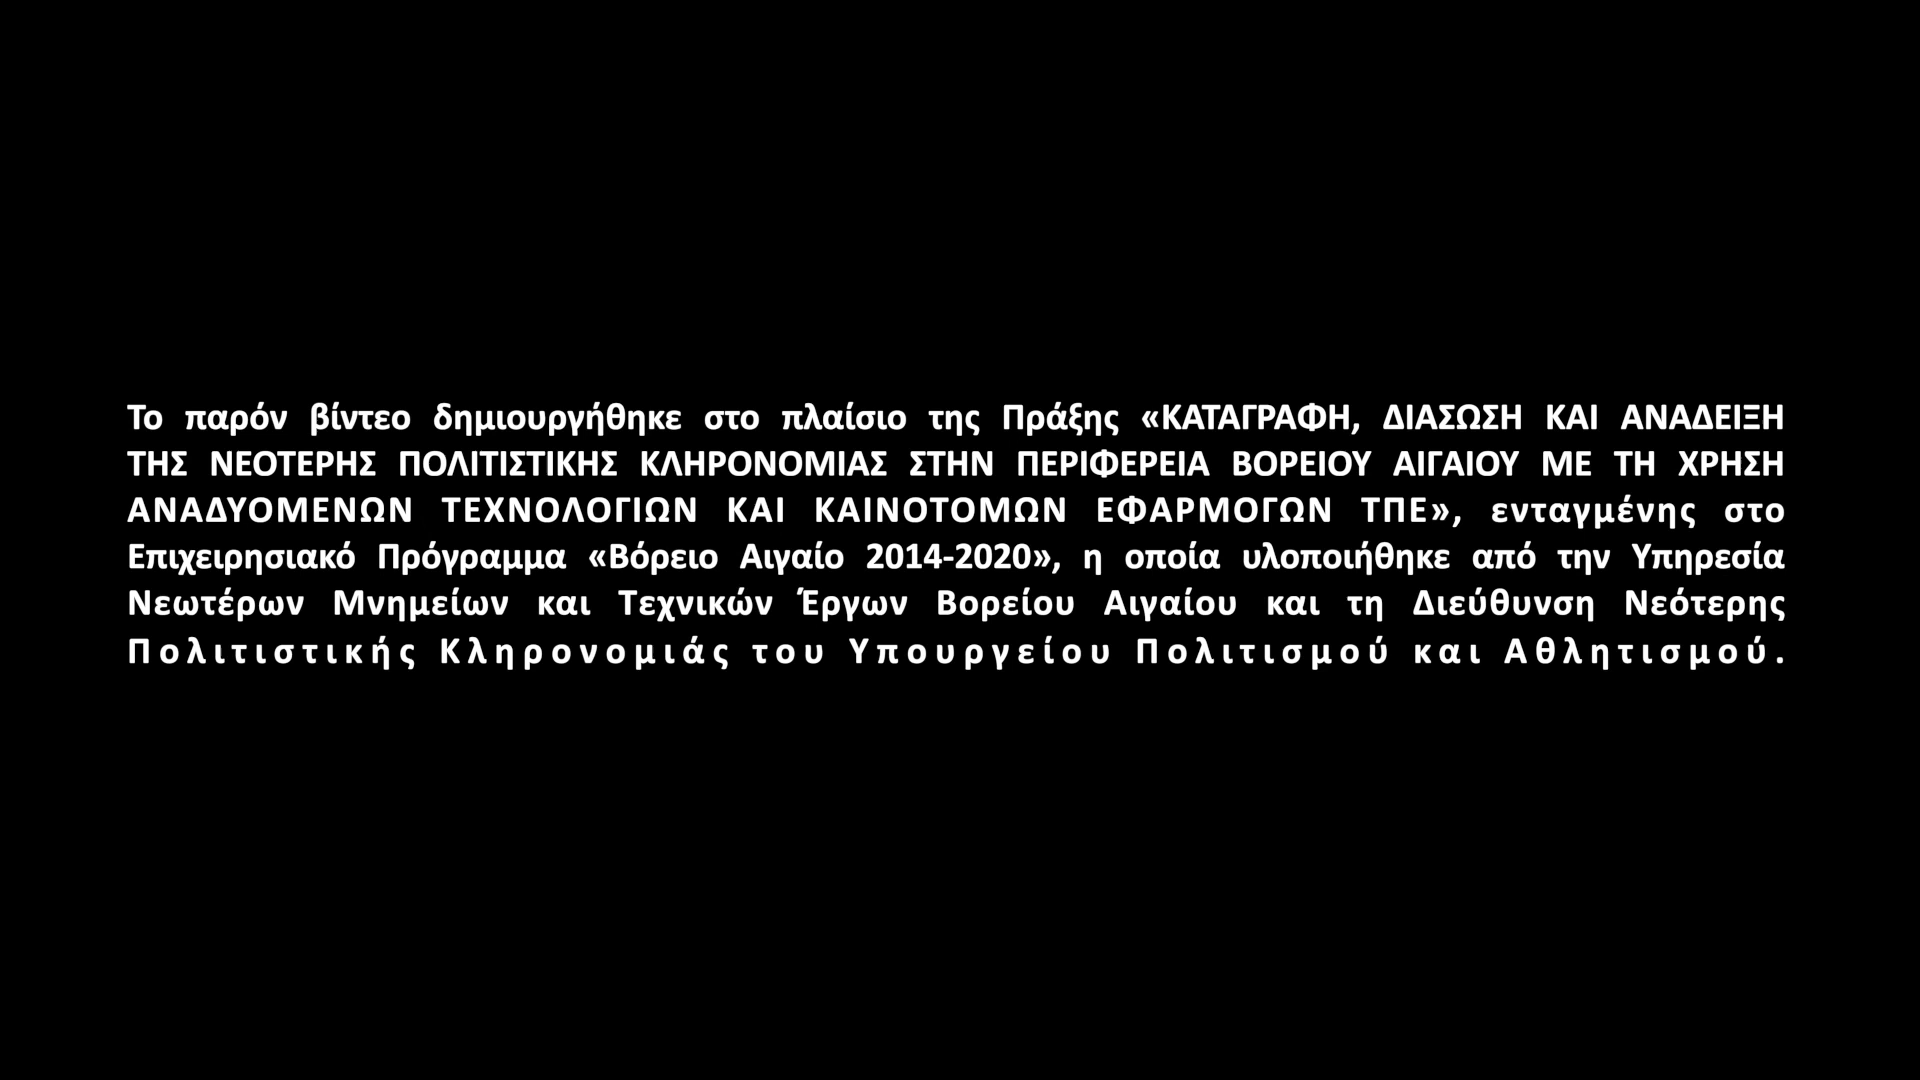 Το παρόν βίντεο δημιουργήθηκε στο πλαίσιο της Πράξης «ΚΑΤΑΓΡΑΦΗ, ΔΙΑΣΩΣΗ ΚΑΙ ΑΝΑΔΕΙΞΗ
ΤΗΣ ΝΕΟΤΕΡΗΣ ΠΟΛΙΤΙΣΤΙΚΗΣ ΚΛΗΡΟΝΟΜΙΑΣ ΣΤΗΝ ΠΕΡΙΦΕΡΕΙΑ ΒΟΡΕΙΟΥ ΑΙΓΑΙΟΥ ΜΕ ΤΗ ΧΡΗΣΗ
ΑΝΑΔΥΟΜΕΝΩΝ ΤΕΧΝΟΛΟΓΙΩΝ ΚΑΙ ΚΑΙΝΟΤΟΜΩΝ ΕΦΑΡΜΟΓΩΝ ΤΠΕ», ενταγμένης στο
Επιχειρησιακό Πρόγραμμα «Βόρειο Αιγαίο 2014-2020», η οποία υλοποιήθηκε από την Υπηρεσία
Νεωτέρων Μνημείων και Τεχνικών Έργων Βορείου Αιγαίου και τη Διεύθυνση Νεότερης
Πολιτιστικής Κληρονομιάς του Υπουργείου Πολιτισμού και Αθλητισμού.